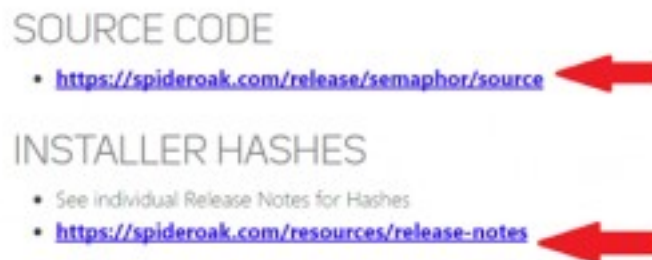 SOURCE CODE
• https://spideroak.com/release/semaphor/source
INSTALLER HASHES
• See individual Release Notes for Hashes
• https://spideroak.com/resources/release-notes